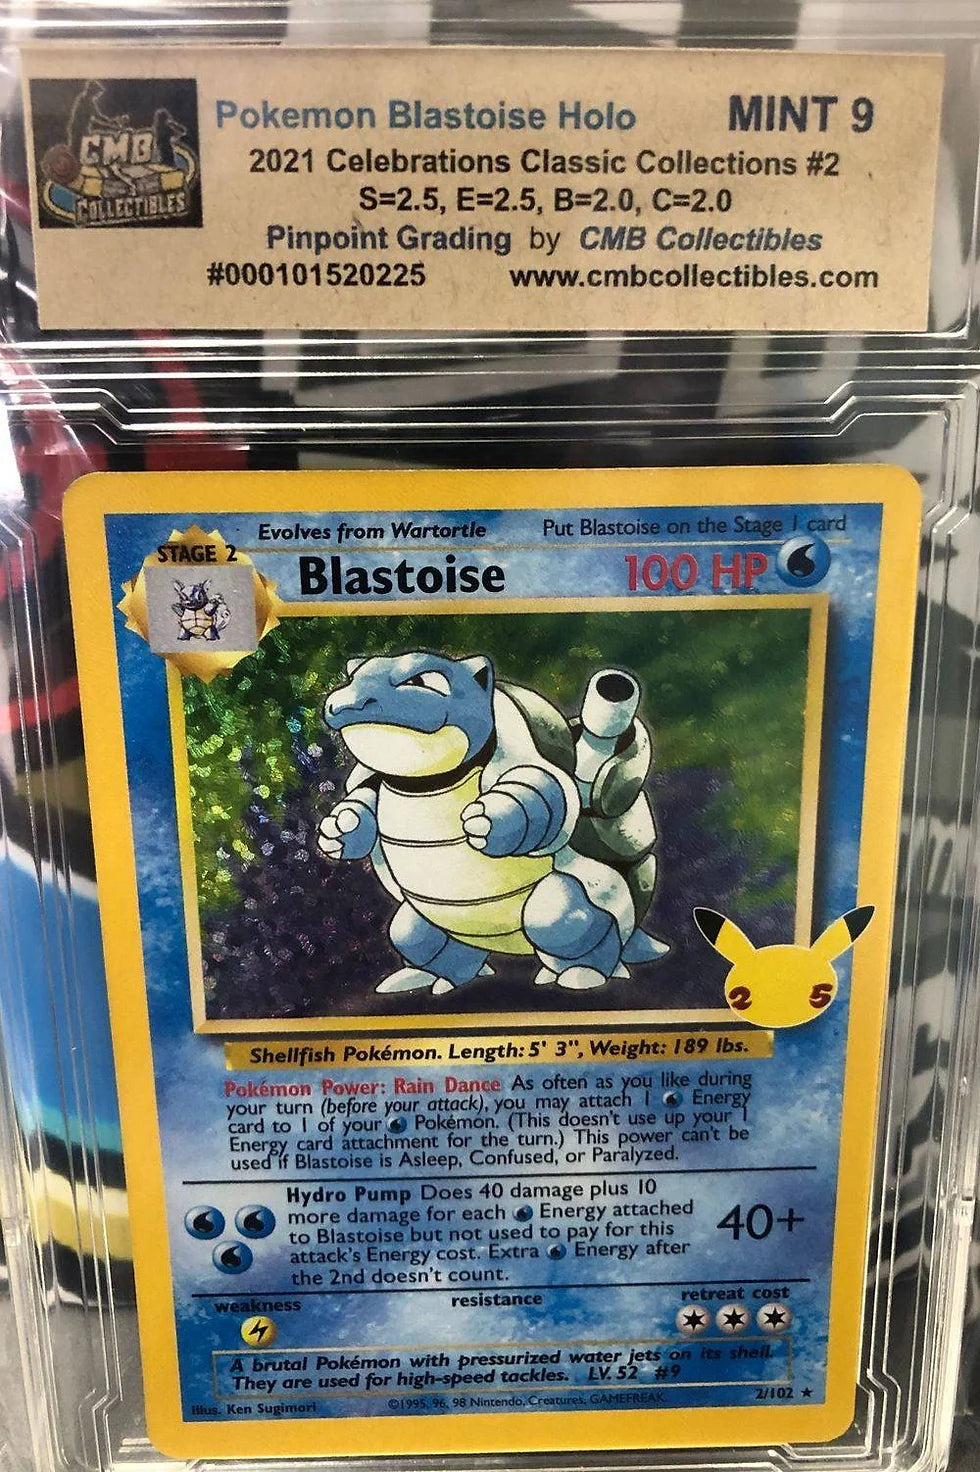 CMB
COLLECTIBLES
Pokemon Blastoise Holo MINT 9
2021 Celebrations Classic Collections #2
S=2.5, E=2.5, B=2.0, C=2.0
Pinpoint Grading by CMB Collectibles
#000101520225 www.cmbcollectibles.com
Evolves from Wartortle Put Blastoise on the Stage 1 card
STAGE 2
Blastoise 100 HP
25
Shellfish Pokémon. Length: 5' 3", Weight: 189 lbs.
Pokémon Power: Rain Dance As often as you like during
your turn (before your attack), you may attach 1 Energy
card to 1 of your Pokémon. (This doesn't use up your 1
Energy card attachment for the turn.) This power can't be
used if Blastoise is Asleep, Confused, or Paralyzed.
Hydro Pump Does 40 damage plus 10
more damage for each Energy attached
to Blastoise but not used to pay for this
attack's Energy cost. Extra Energy after
the 2nd doesn't count.
40+
weakness resistance retreat cost
A brutal Pokémon with pressurized water jets on its shell.
They are used for high-speed tackles. LV. 52 #9
Illus. Ken Sugimori ©1995, 96, 98 Nintendo, Creatures, GAMEFREAK. 2/102 ★